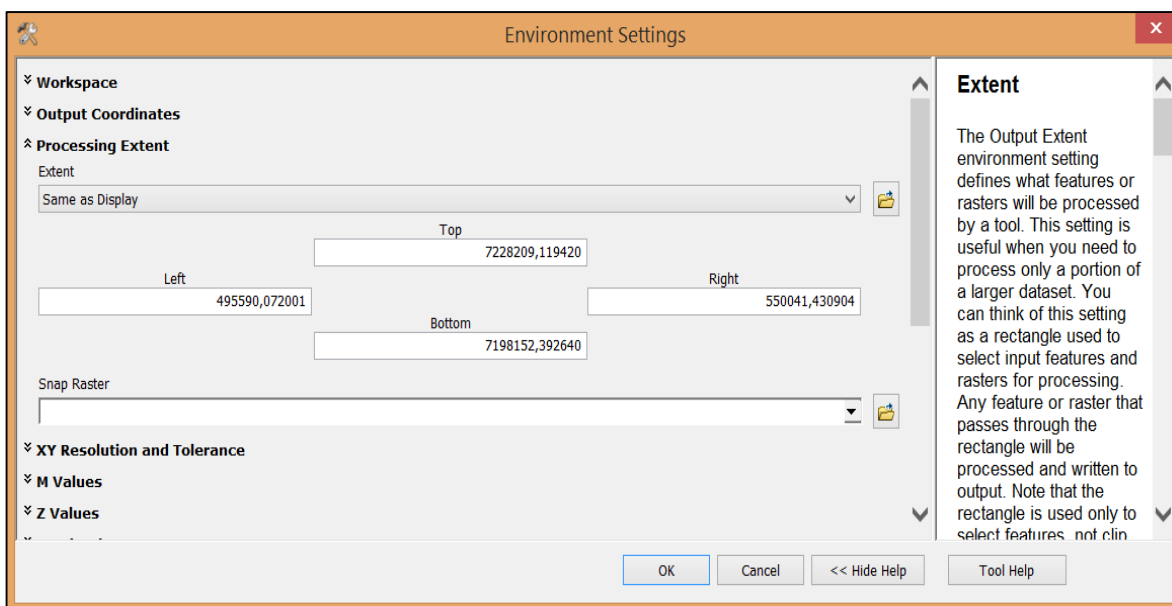 Environment Settings
x
Workspace
Output Coordinates
Processing Extent
Extent
Same as Display
Top
7228209,119420
Left
Right
495590,072001
550041,430904
Bottom
7198152,392640
Snap Raster
XY Resolution and Tolerance
M Values
Z Values
Extent
The Output Extent
environment setting
defines what features or
rasters will be processed
by a tool. This setting is
useful when you need to
process only a portion of
a larger dataset. You
can think of this setting
as a rectangle used to
select input features and
rasters for processing.
Any feature or raster that
passes through the
rectangle will be
processed and written to
output. Note that the
rectangle is used only to
select features, not clip
OK
Cancel
<< Hide Help
Tool Help